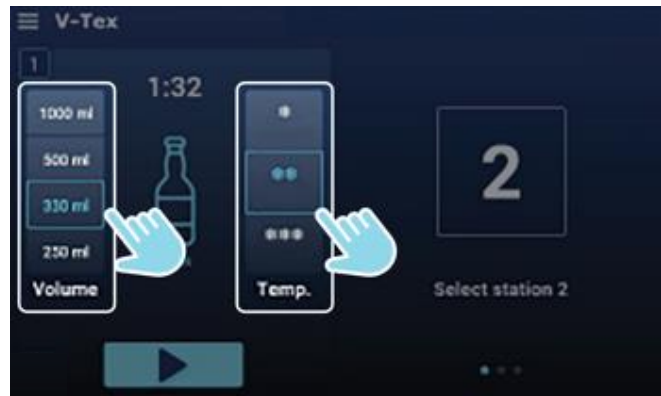 V-Tex
1
1:32
1000 ml
500 ml
330 ml
250 ml
Volume
Temp.
2
Select station 2